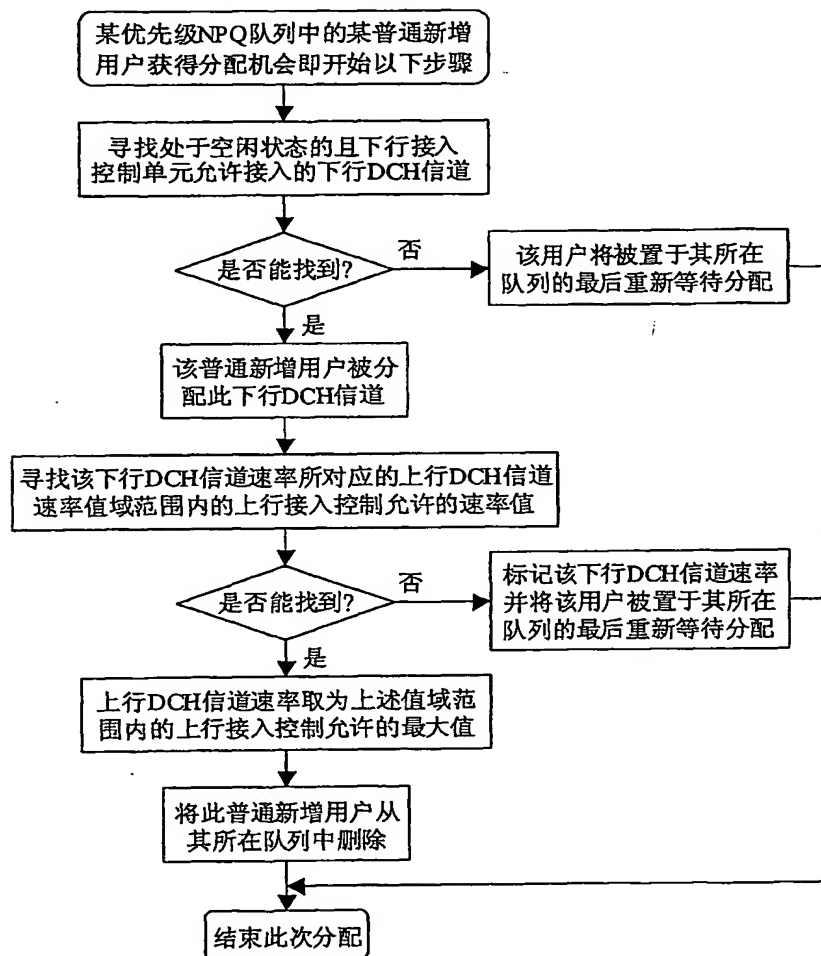 某优先级NPQ队列中的某普通新增
用户获得分配机会即开始以下步骤
寻找处于空闲状态的且下行接入
控制单元允许接入的下行DCH信道
是否能找到?
否
该用户将被置于其所在
队列的最后重新等待分配
是
该普通新增用户被分
配此下行DCH信道
寻找该下行DCH信道速率所对应的上行DCH信道
速率值域范围内的上行接入控制允许的速率值
是否能找到?
否
标记该下行DCH信道速率
并将该用户被置于其所在
队列的最后重新等待分配
是
上行DCH信道速率取为上述值域范
围内的上行接入控制允许的最大值
将此普通新增用户从
其所在队列中删除
结束此次分配